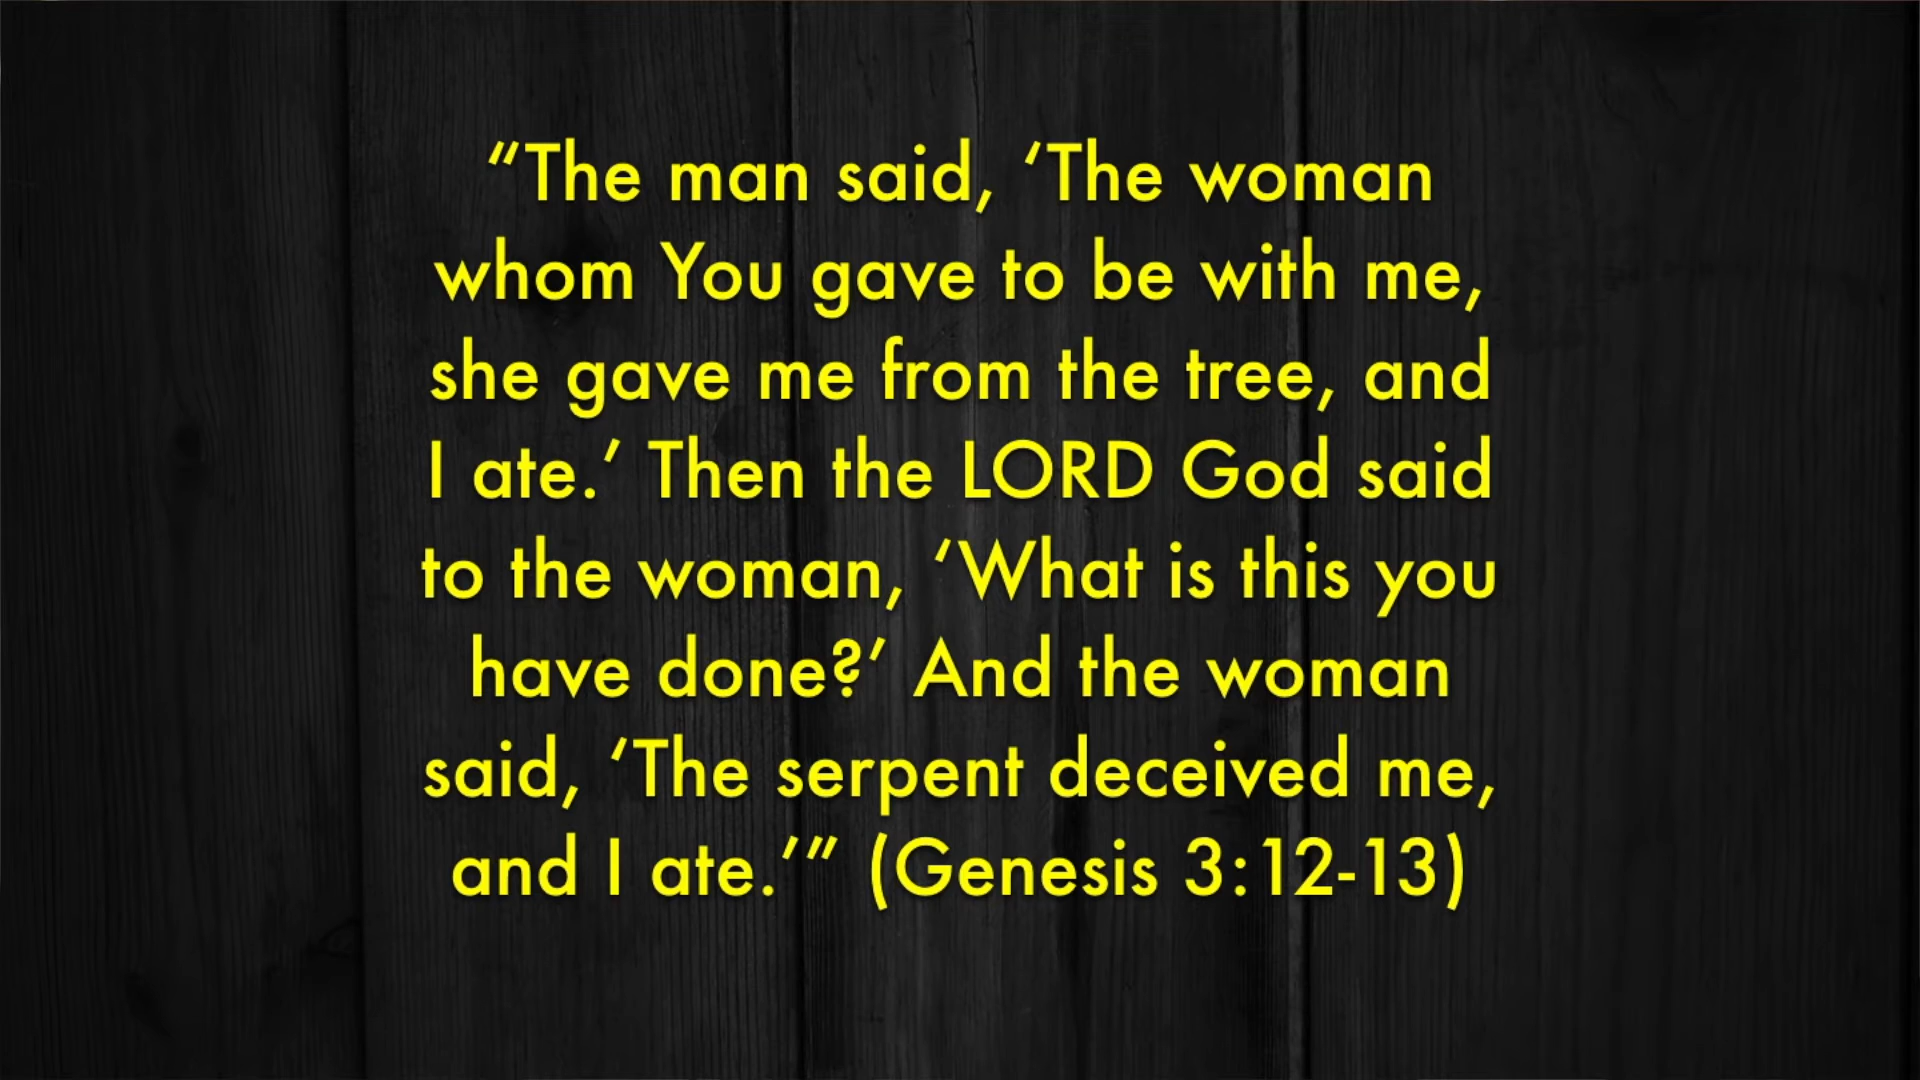 “The man said, ‘The woman
whom You gave to be with me,
she gave me from the tree, and
I ate.’ Then the LORD God said
to the woman, ‘What is this you
have done?’ And the woman
said, ‘The serpent deceived me,
and I ate.’” (Genesis 3:12-13)